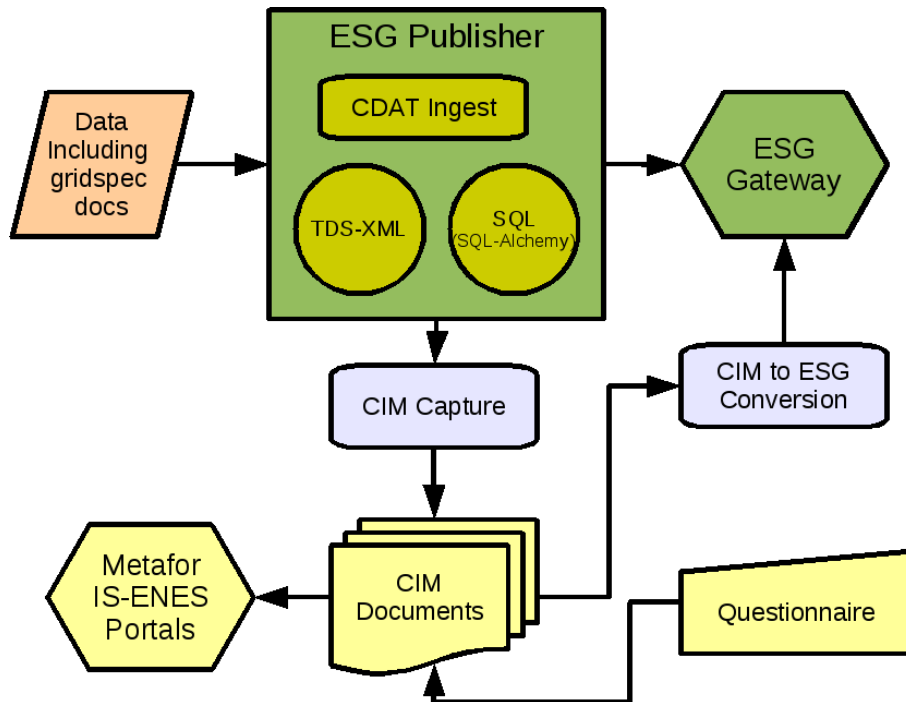 ESG Publisher
CDAT Ingest
Data
Including
gridspec
docs
ESG
Gateway
TDS-XML
SQL
(SQL-Alchemy)
CIM Capture
CIM to ESG
Conversion
Metafor
IS-ENES
Portals
CIM
Documents
Questionnaire